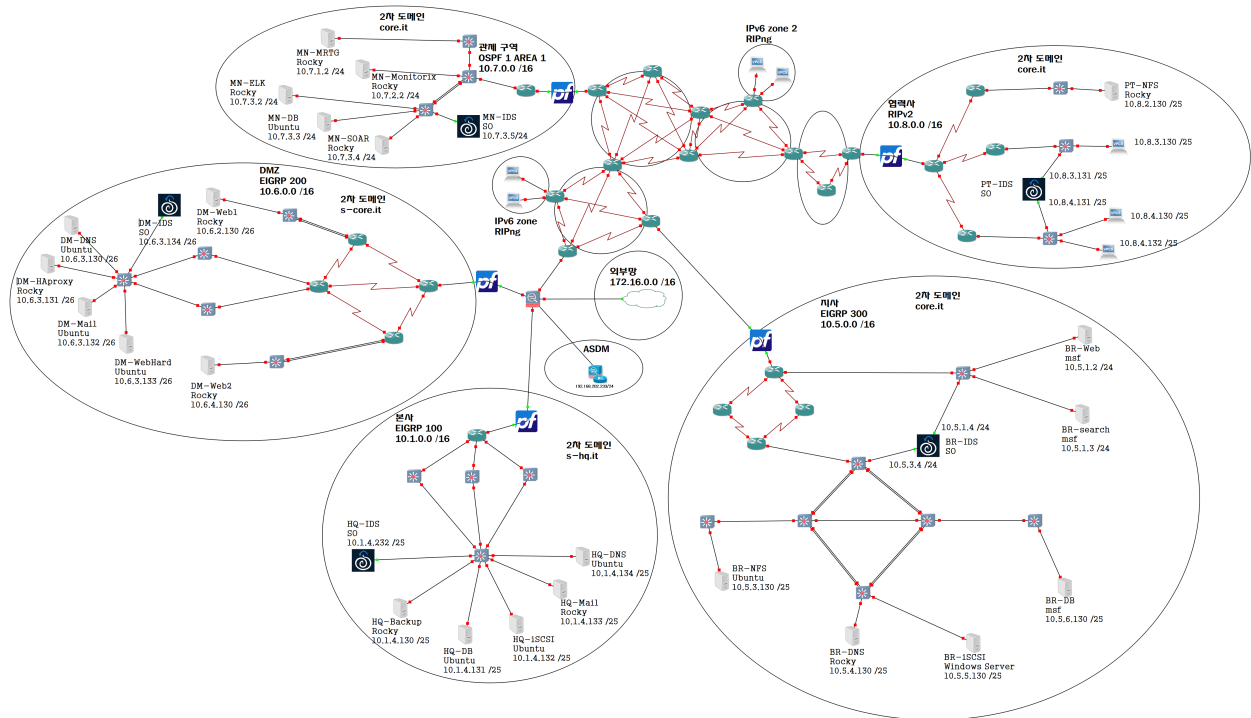 2차 도메인
core.it
MN-MRTG
Rocky
10.7.1.2 /24
관제 구역
OSPF 1 AREA 1
10.7.0.0 /16
MN-Monitorix
Rocky
10.7.2.2 /24
MN-ELK
Rocky
10.7.3.2 /24
MN-DB
Ubuntu
10.7.3.3 /24
MN-SOAR
Rocky
10.7.3.4 /24
MN-IDS
SO
10.7.3.5/24
pf
IPv6 zone 2
RIPng
IPv6 zone
RIPng
2차 도메인
core.it
협력사
RIPv2
10.8.0.0 /16
pf
PT-NFS
Rocky
10.8.2.130 /25
10.8.3.130 /25
10.8.3.131 /25
PT-IDS
SO
10.8.4.131 /25
10.8.4.130 /25
10.8.4.132 /25
DMZ
EIGRP 200
10.6.0.0 /16
2차 도메인
s-core.it
DM-Web1
Rocky
10.6.2.130 /26
DM-IDS
SO
10.6.3.134 /26
DM-DNS
Ubuntu
10.6.3.130 /26
DM-HAproxy
Rocky
10.6.3.131 /26
DM-Mail
Ubuntu
10.6.3.132 /26
DM-WebHard
Ubuntu
10.6.3.133 /26
DM-Web2
Rocky
10.6.4.130 /26
pf
외부망
172.16.0.0 /16
ASDM
본사
EIGRP 100
10.1.0.0 /16
pf
2차 도메인
s-hq.it
HQ-IDS
SO
10.1.4.232 /25
HQ-DNS
Ubuntu
10.1.4.134 /25
HQ-Mail
Rocky
10.1.4.133 /25
HQ-iSCSI
Ubuntu
10.1.4.132 /25
HQ-DB
Ubuntu
10.1.4.131 /25
HQ-Backup
Rocky
10.1.4.130 /25
지사
EIGRP 300
10.5.0.0 /16
2차 도메인
core.it
pf
BR-Web
msf
10.5.1.2 /24
BR-search
msf
10.5.1.3 /24
10.5.1.4 /24
BR-IDS
SO
10.5.3.4 /24
BR-NFS
Ubuntu
10.5.3.130 /25
BR-DB
msf
10.5.6.130 /25
BR-DNS
Rocky
10.5.4.130 /25
BR-iSCSI
Windows Server
10.5.5.130 /25